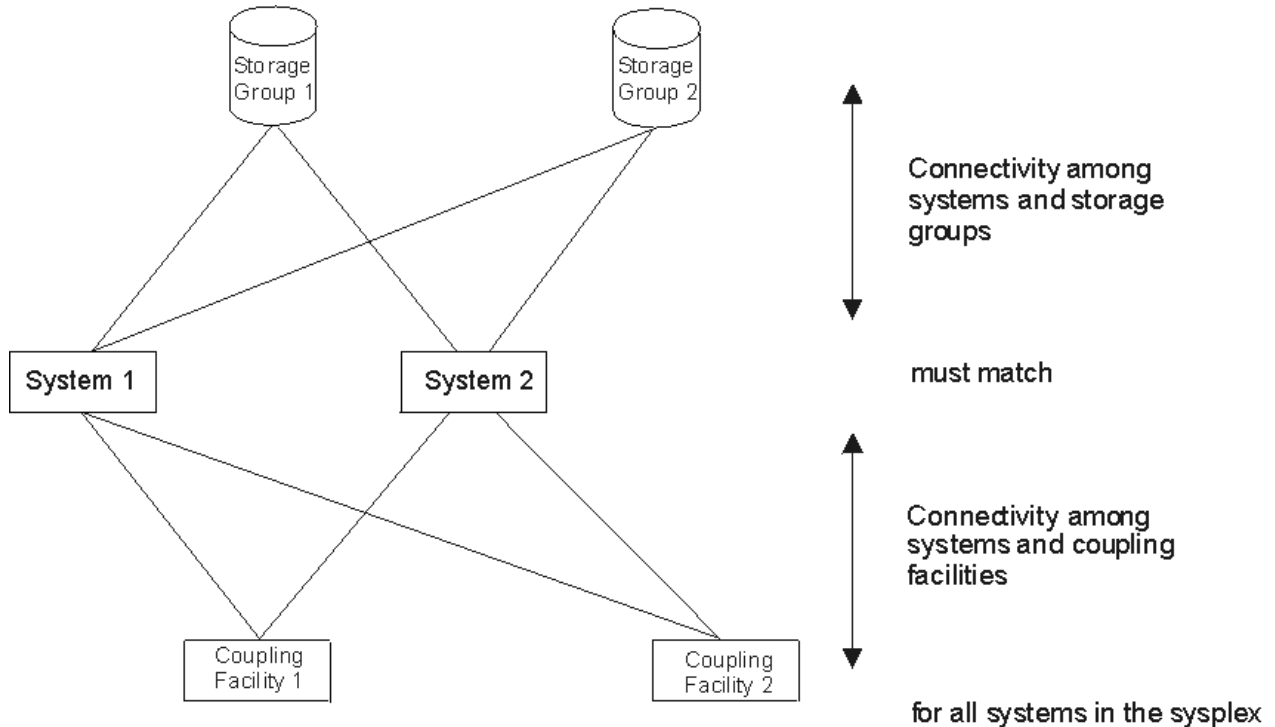 Storage
Group 1
Storage
Group 2
Connectivity among
systems and storage
groups
System 1
System 2
must match
Connectivity among
systems and coupling
facilities
Coupling
Facility 1
Coupling
Facility 2
for all systems in the sysplex